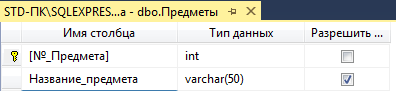 STD-ПК\SQLEXPRES...a - dbo.Предметы
Имя столбца Тип данных Разрешить ...
[№_Предмета] int
Название_предмета varchar(50)